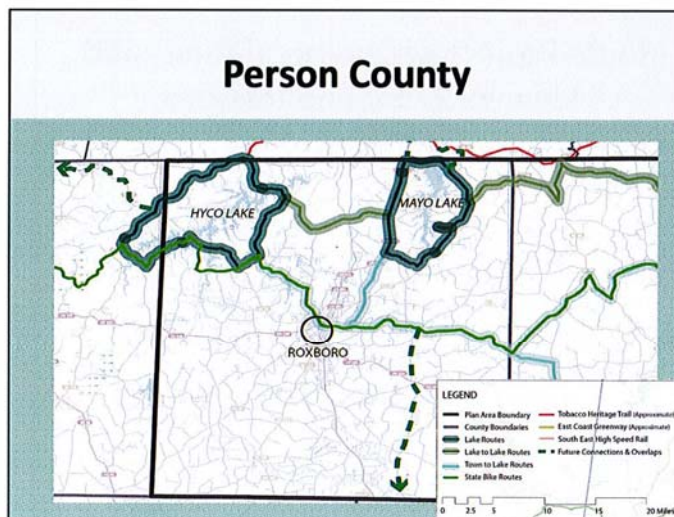 Person County
HYCO LAKE
MAYO LAKE
ROXBORO
LEGEND
Plan Area Boundary
County Boundaries
Lake Routes
Lake to Lake Routes
Town to Lake Routes
State Bike Routes
Tobacco Heritage Trail (Approximate)
East Coast Greenway (Approximate)
South East High Speed Rail
Future Connections & Overlaps
0 2.5 5 10 15 20 Miles